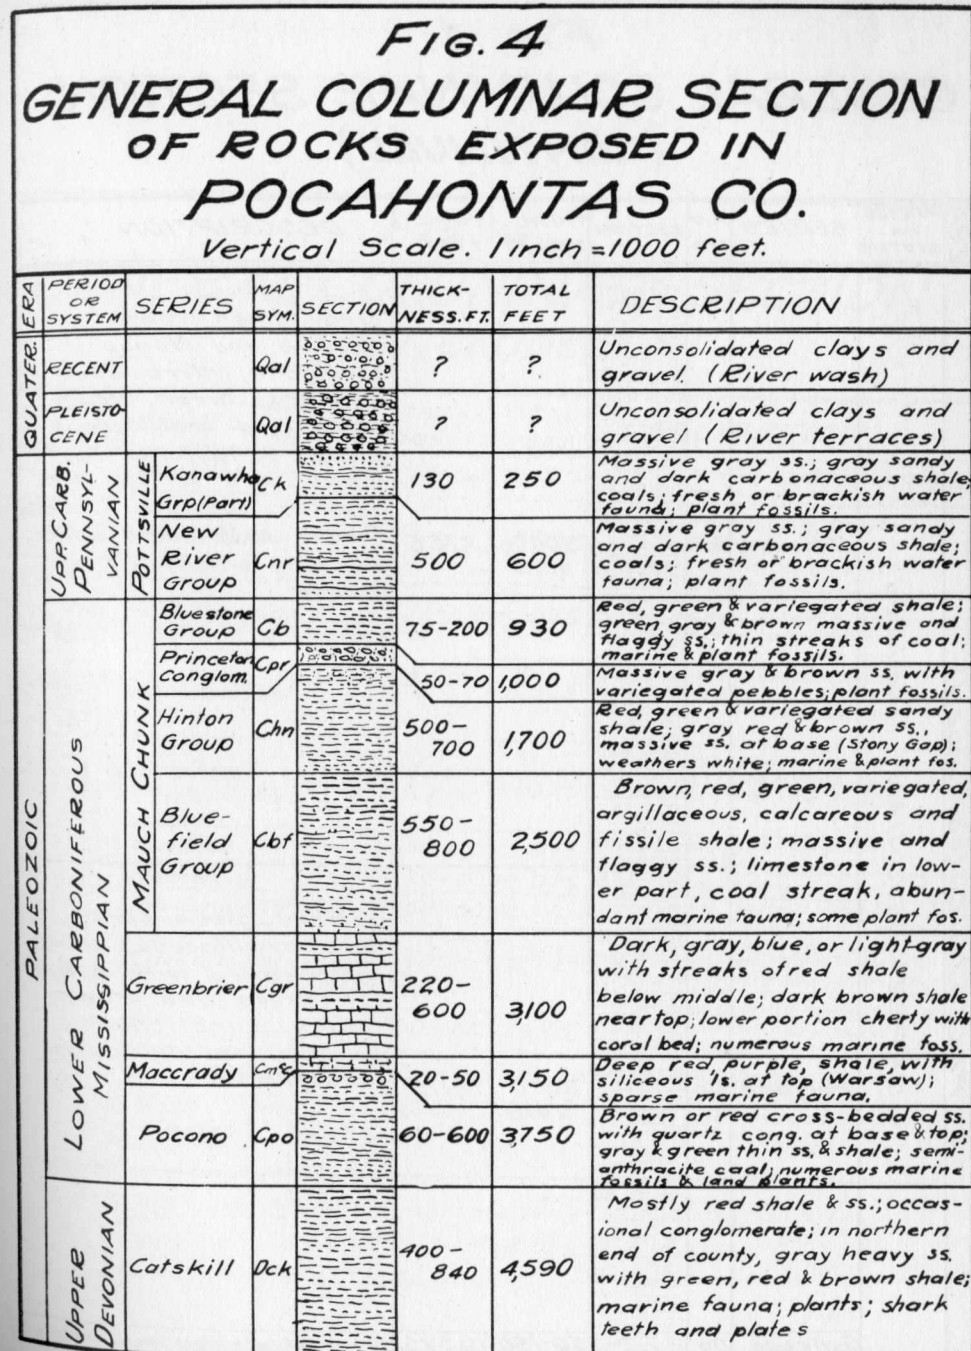 FIG. 4
GENERAL COLUMNAR SECTION
OF ROCKS EXPOSED IN
POCAHONTAS CO.
Vertical Scale. 1 inch = 1000 feet.
ERA
PERIOD
OR
SYSTEM
SERIES
MAP
SYM.
SECTION
THICK-
NESS. FT.
TOTAL
FEET
DESCRIPTION
QUATER.
RECENT
Qal
?
?
Unconsolidated clays and
gravel. (River wash)
PLEISTO-
CENE
Qal
?
?
Unconsolidated clays and
gravel (River terraces)
PALEOZOIC
UPP. CARB.
PENNSYL-
VANIAN
POTTSVILLE
Kanawha
Grp (Part)
Ck
130
250
Massive gray ss.; gray sandy
and dark carbonaceous shale;
coals; fresh or brackish water
fauna; plant fossils.
New
River
Group
Cnr
500
600
Massive gray ss.; gray sandy
and dark carbonaceous shale;
coals; fresh or brackish water
fauna; plant fossils.
LOWER CARBONIFEROUS
MISSISSIPPIAN
MAUCH CHUNK
Bluestone
Group
Cb
75-200
930
Red, green & variegated shale;
green gray & brown massive and
flaggy ss.; thin streaks of coal;
marine & plant fossils.
Princeton
Conglom.
Cpr
50-70
1,000
Massive gray & brown ss. with
variegated pebbles; plant fossils.
Hinton
Group
Chn
500-
700
1,700
Red, green & variegated sandy
shale; gray red & brown ss.,
massive ss. at base (Stony Gap);
weathers white; marine & plant fos.
Blue-
field
Group
Cbf
550-
800
2,500
Brown, red, green, variegated,
argillaceous, calcareous and
fissile shale; massive and
flaggy ss.; limestone in low-
er part, coal streak, abun-
dant marine fauna; some plant fos.
Greenbrier
Cgr
220-
600
3,100
Dark, gray, blue, or light-gray
with streaks of red shale
below middle; dark brown shale
near top; lower portion cherty with
coral bed; numerous marine foss.
Maccrady
Cmc
20-50
3,150
Deep red, purple, shale, with
siliceous ls. at top (Warsaw);
sparse marine fauna.
Pocono
Cpo
60-600
3,750
Brown or red cross-bedded ss.
with quartz cong. at base & top;
gray & green thin ss, & shale; semi-
anthracite coal; numerous marine
fossils & land plants.
UPPER
DEVONIAN
Catskill
Dck
400-
840
4,590
Mostly red shale & ss.; occas-
ional conglomerate; in northern
end of county, gray heavy ss.
with green, red & brown shale;
marine fauna; plants; shark
teeth and plates